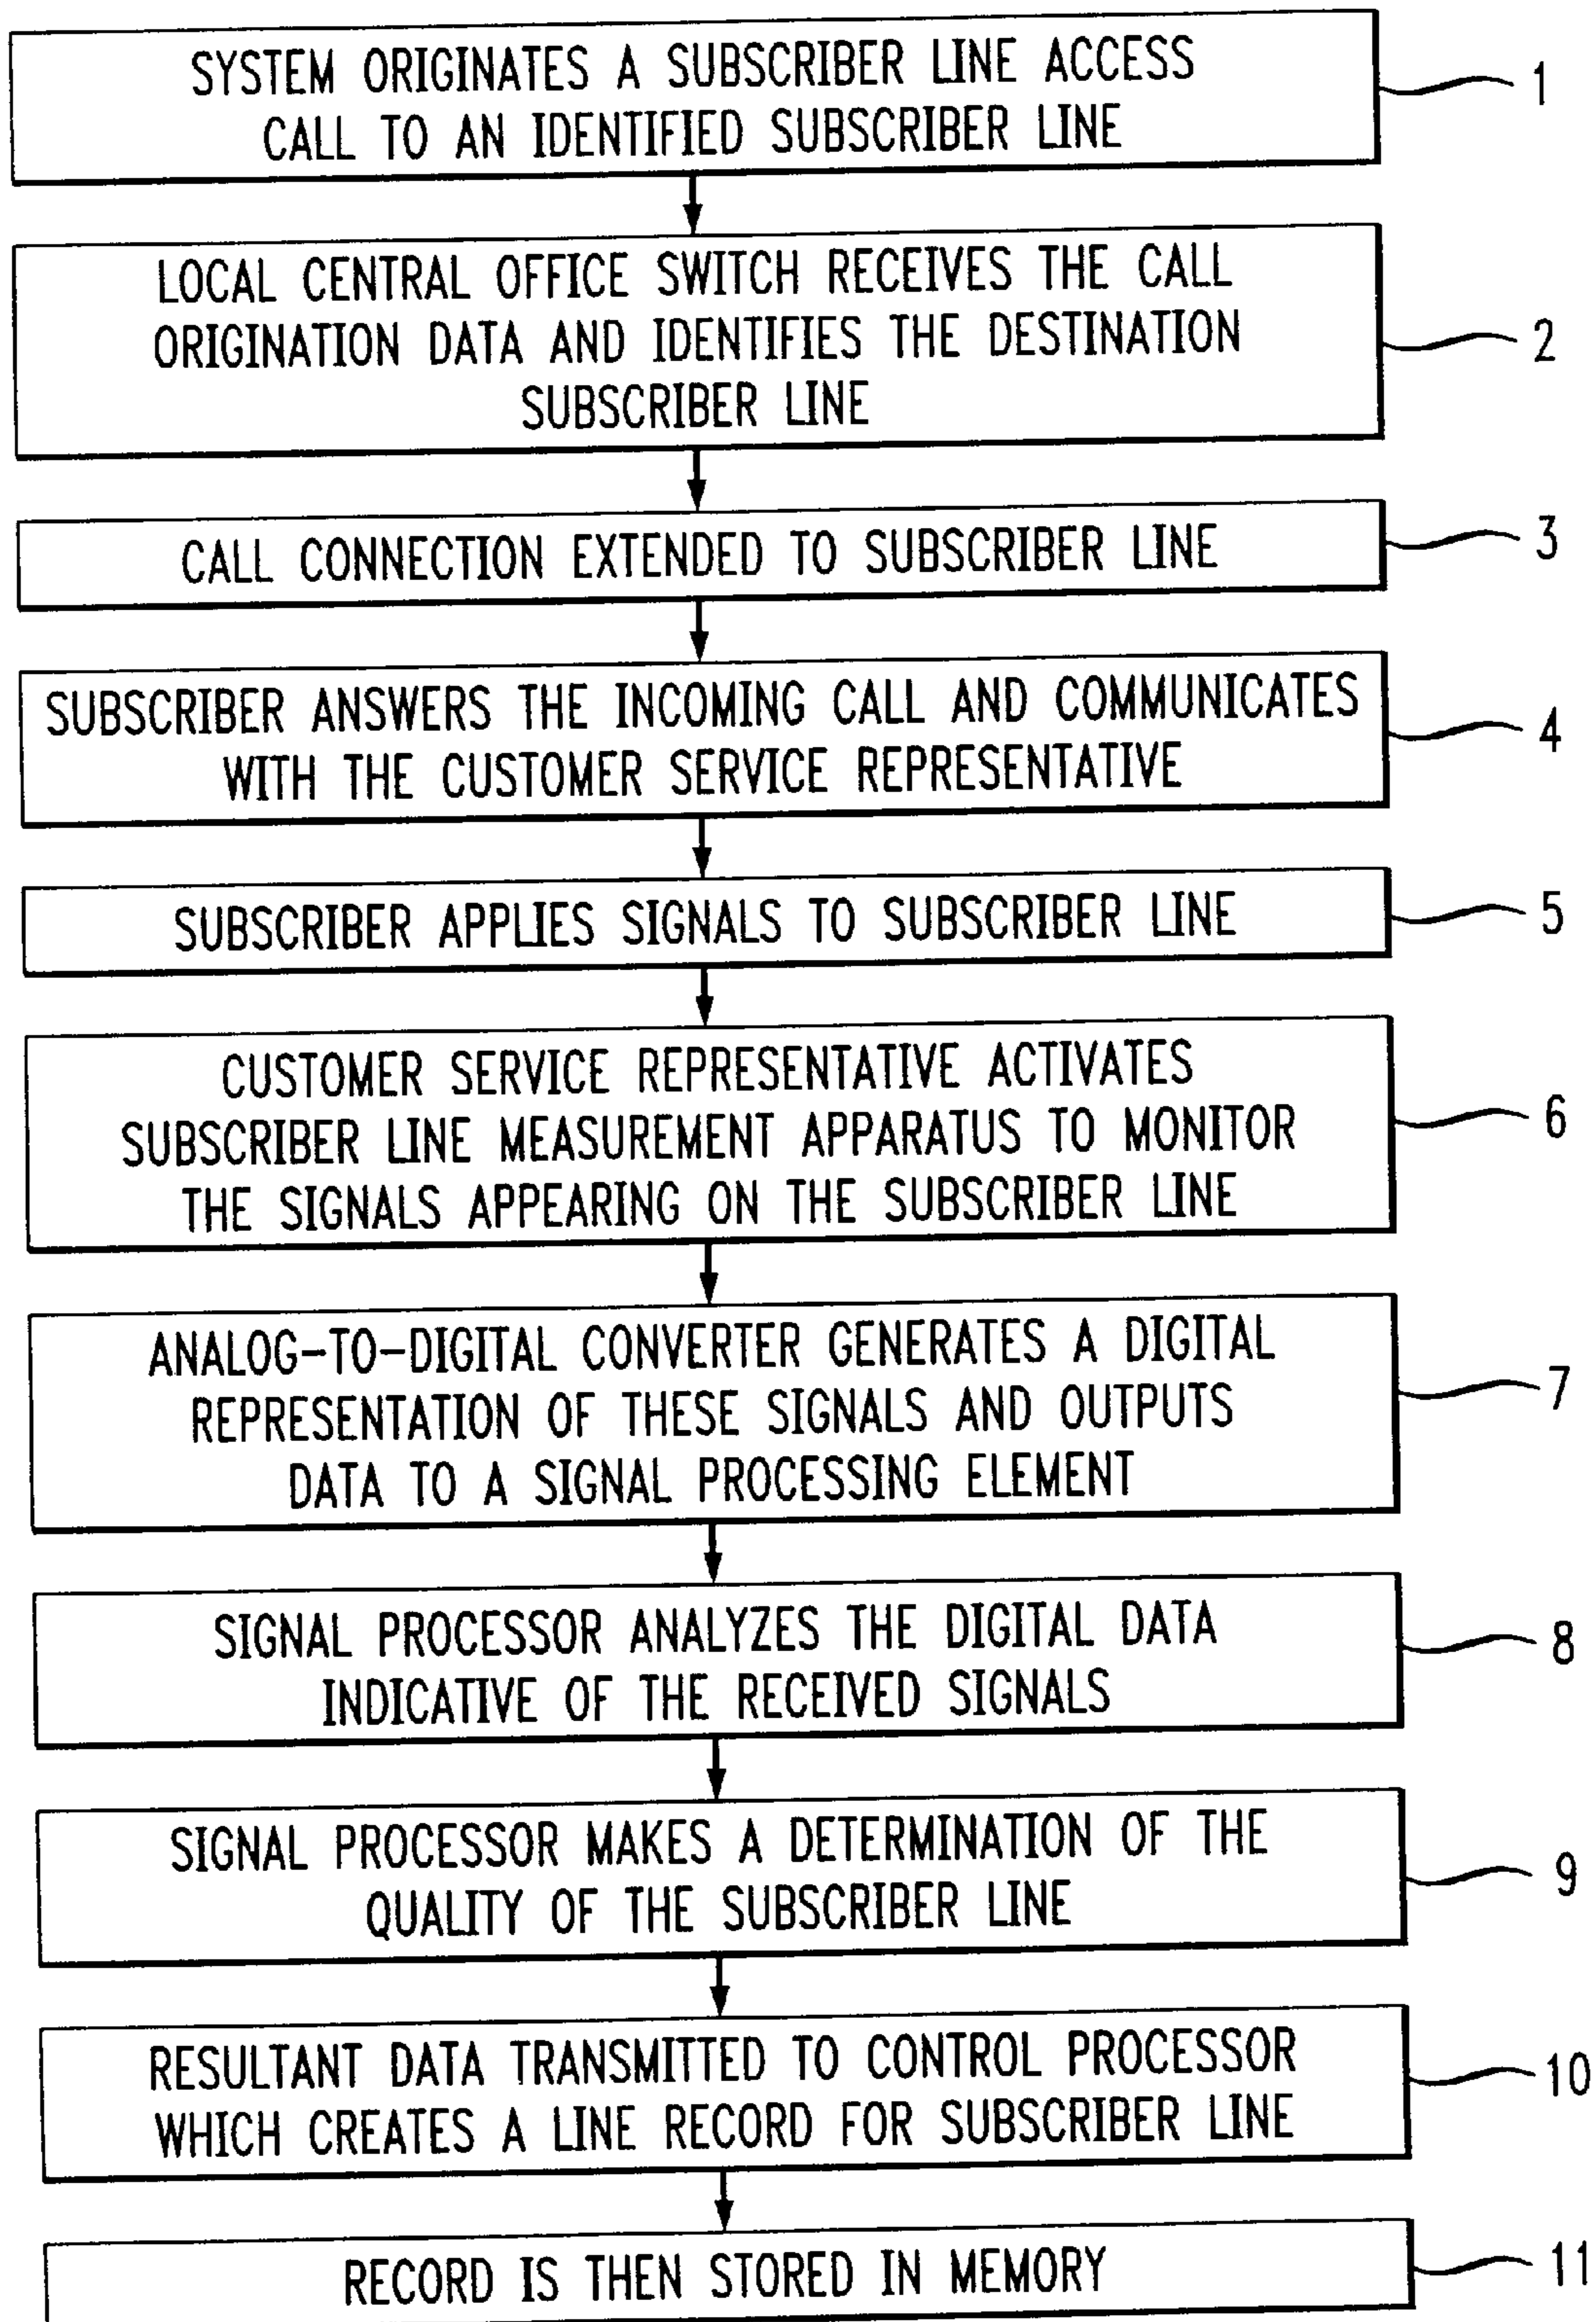 SYSTEM ORIGINATES A SUBSCRIBER LINE ACCESS
CALL TO AN IDENTIFIED SUBSCRIBER LINE
1
LOCAL CENTRAL OFFICE SWITCH RECEIVES THE CALL
ORIGINATION DATA AND IDENTIFIES THE DESTINATION
SUBSCRIBER LINE
2
CALL CONNECTION EXTENDED TO SUBSCRIBER LINE
3
SUBSCRIBER ANSWERS THE INCOMING CALL AND COMMUNICATES
WITH THE CUSTOMER SERVICE REPRESENTATIVE
4
SUBSCRIBER APPLIES SIGNALS TO SUBSCRIBER LINE
5
CUSTOMER SERVICE REPRESENTATIVE ACTIVATES
SUBSCRIBER LINE MEASUREMENT APPARATUS TO MONITOR
THE SIGNALS APPEARING ON THE SUBSCRIBER LINE
6
ANALOG-TO-DIGITAL CONVERTER GENERATES A DIGITAL
REPRESENTATION OF THESE SIGNALS AND OUTPUTS
DATA TO A SIGNAL PROCESSING ELEMENT
7
SIGNAL PROCESSOR ANALYZES THE DIGITAL DATA
INDICATIVE OF THE RECEIVED SIGNALS
8
SIGNAL PROCESSOR MAKES A DETERMINATION OF THE
QUALITY OF THE SUBSCRIBER LINE
9
RESULTANT DATA TRANSMITTED TO CONTROL PROCESSOR
WHICH CREATES A LINE RECORD FOR SUBSCRIBER LINE
10
RECORD IS THEN STORED IN MEMORY
11